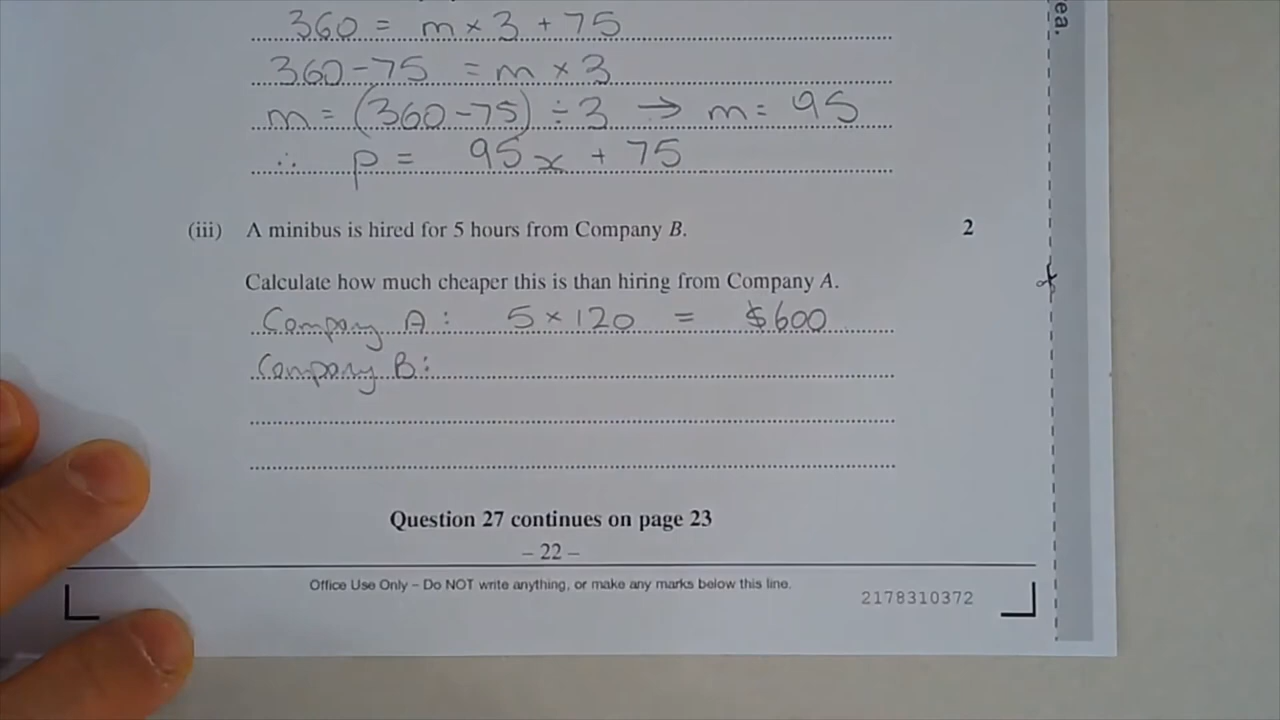 360 = m × 3 + 75
360 - 75 = m × 3
m = (360 - 75) ÷ 3 → m = 95
∴ p = 95x + 75
(iii) A minibus is hired for 5 hours from Company B. 2
Calculate how much cheaper this is than hiring from Company A.
Company A: 5 × 120 = $600
Company B:
Question 27 continues on page 23
– 22 –
Office Use Only – Do NOT write anything, or make any marks below this line.
2178310372